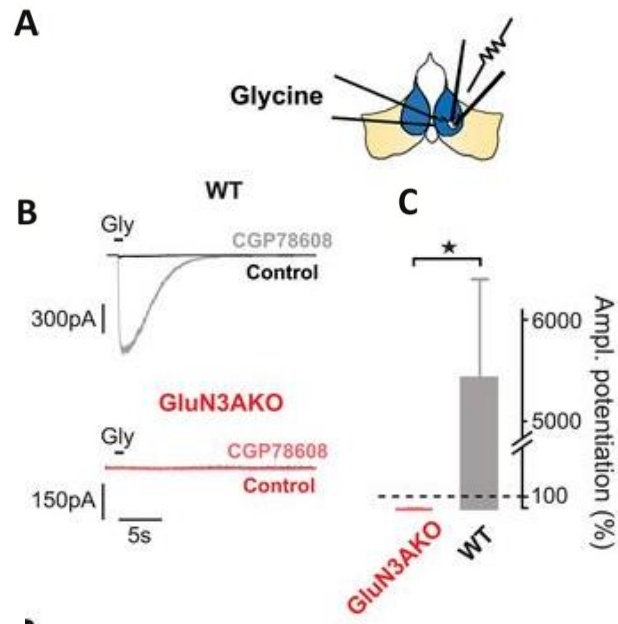 A
Glycine
B
WT
Gly
CGP78608
Control
300pA
GluN3AKO
Gly
CGP78608
Control
150pA
5s
C
★
6000
5000
100
Ampl. potentiation (%)
GluN3AKO
WT